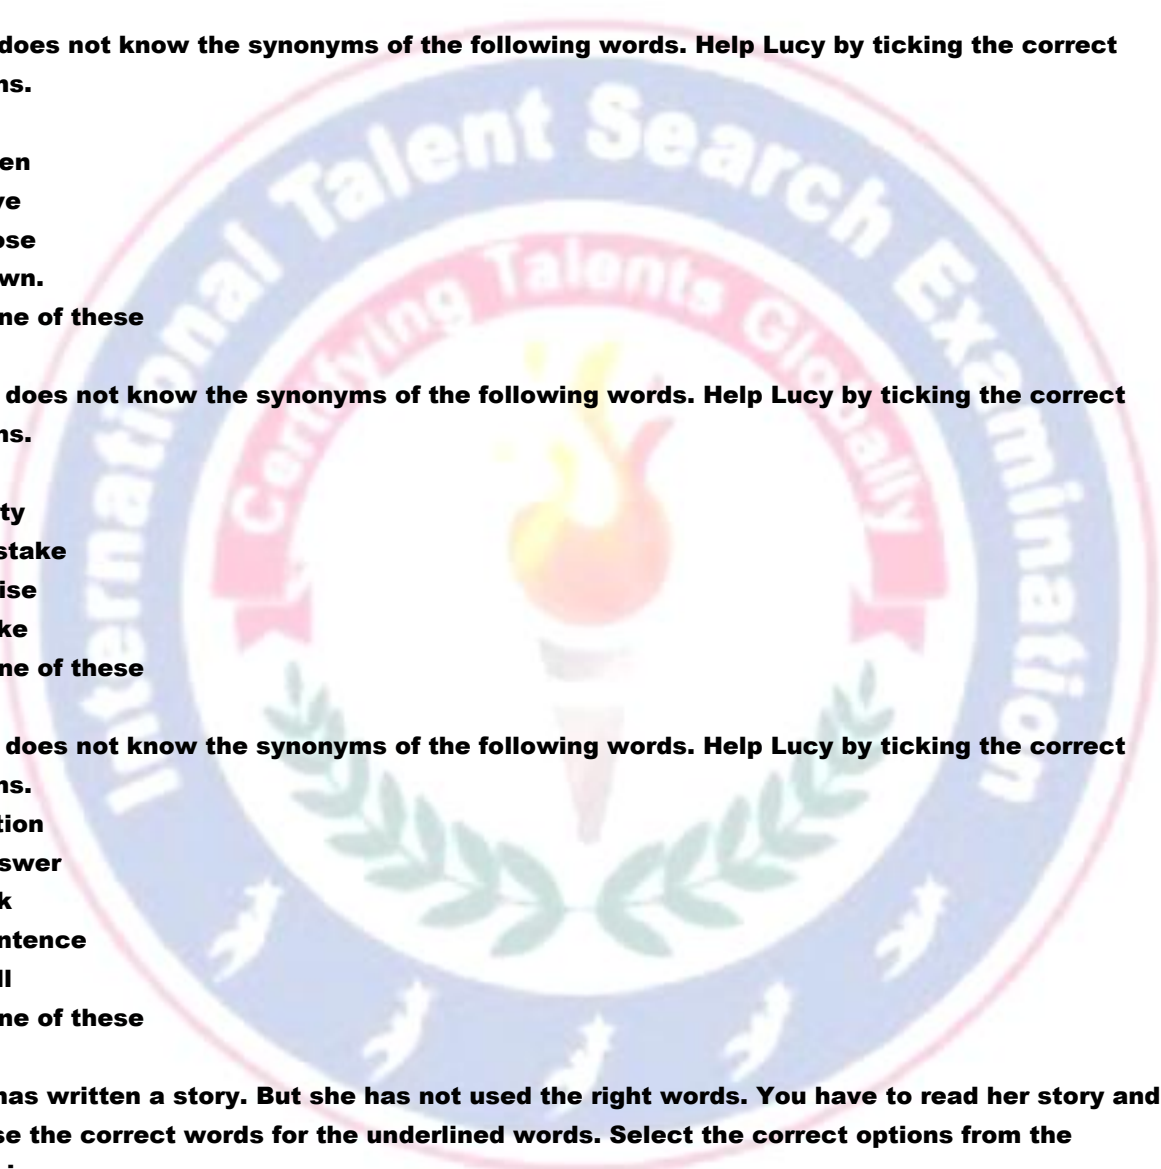 does not know the synonyms of the following words. Help Lucy by ticking the correct
ns.
en
ve
ose
wn.
ne of these
does not know the synonyms of the following words. Help Lucy by ticking the correct
ns.
ty
stake
ise
ke
ne of these
does not know the synonyms of the following words. Help Lucy by ticking the correct
ns.
tion
swer
k
ntence
ll
ne of these
has written a story. But she has not used the right words. You have to read her story and
se the correct words for the underlined words. Select the correct options from the
International Talent Search Examination
Certifying Talents Globally